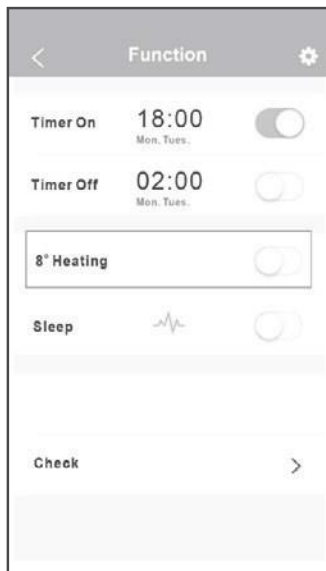 Function
Timer On 18:00
Mon. Tues.
Timer Off 02:00
Mon. Tues.
8° Heating
Sleep
Check